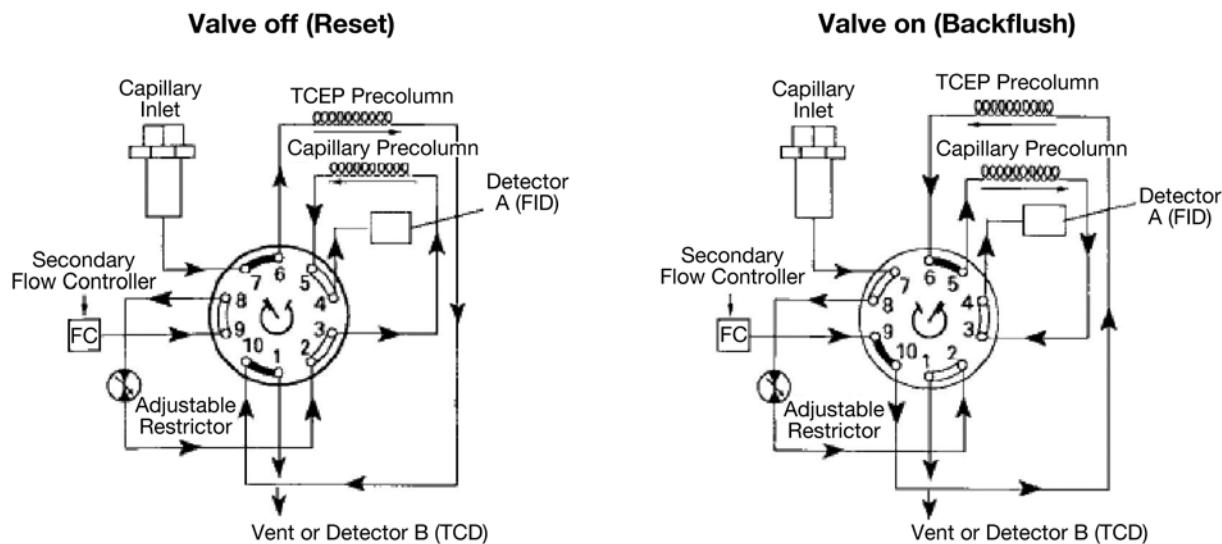 Valve off (Reset)
Capillary
Inlet
TCEP Precolumn
Capillary Precolumn
Detector
A (FID)
Secondary
Flow Controller
FC
7
6
5
8
4
9
3
10
1
2
Adjustable
Restrictor
Vent or Detector B (TCD)
Valve on (Backflush)
Capillary
Inlet
TCEP Precolumn
Capillary Precolumn
Detector
A (FID)
Secondary
Flow Controller
FC
7
6
5
8
4
9
3
10
1
2
Adjustable
Restrictor
Vent or Detector B (TCD)